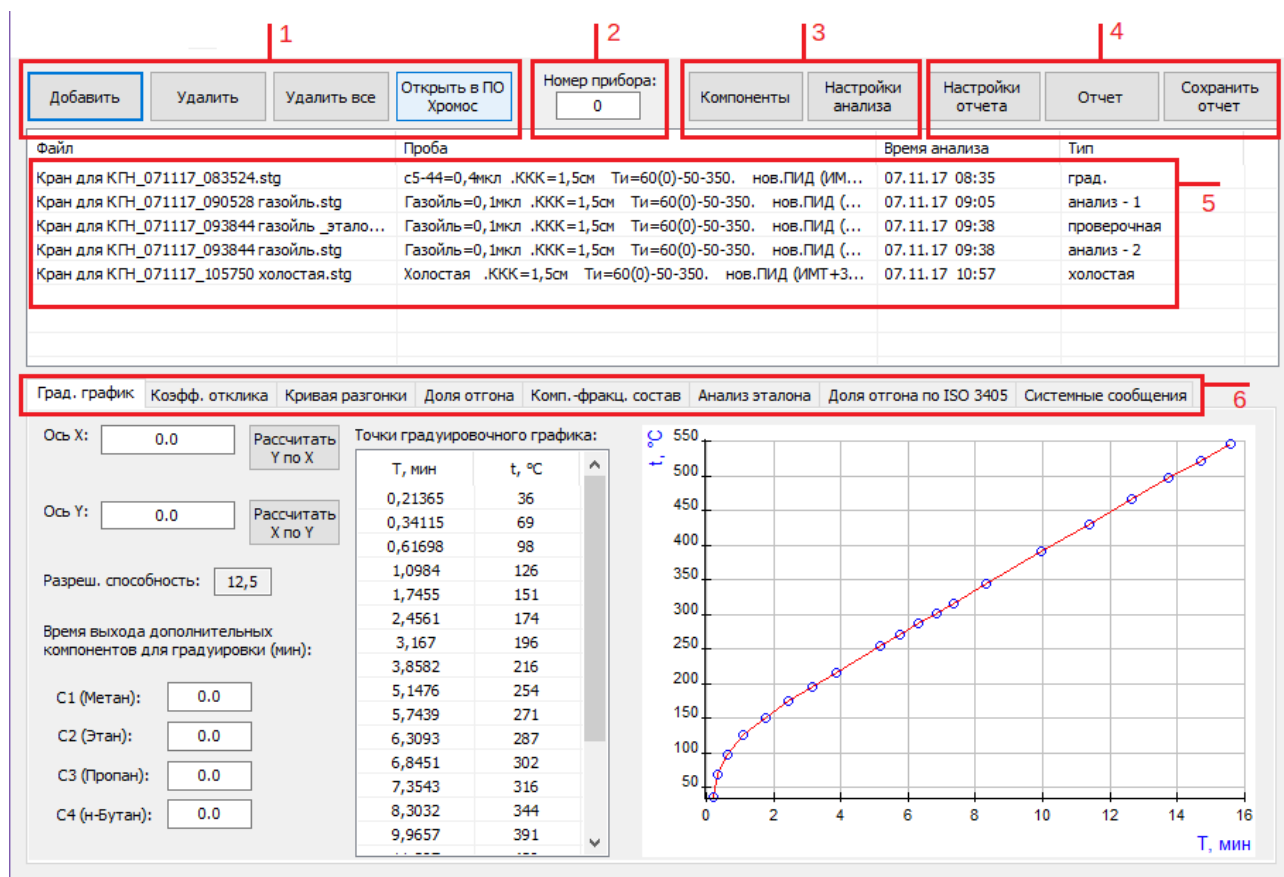 1
2
3
4
Добавить
Удалить
Удалить все
Открыть в ПО
Хромос
Номер прибора:
0
Компоненты
Настройки
анализа
Настройки
отчета
Отчет
Сохранить
отчет
Файл Проба Время анализа Тип
Кран для КГН_071117_083524.stg с5-44=0,4мкл .ККК=1,5см Ти=60(0)-50-350. нов.ПИД (ИМ... 07.11.17 08:35 град.
Кран для КГН_071117_090528 газойль.stg Газойль=0,1мкл .ККК=1,5см Ти=60(0)-50-350. нов.ПИД (... 07.11.17 09:05 анализ - 1
Кран для КГН_071117_093844 газойль _этало... Газойль=0,1мкл .ККК=1,5см Ти=60(0)-50-350. нов.ПИД (... 07.11.17 09:38 проверочная
Кран для КГН_071117_093844 газойль.stg Газойль=0,1мкл .ККК=1,5см Ти=60(0)-50-350. нов.ПИД (... 07.11.17 09:38 анализ - 2
Кран для КГН_071117_105750 холостая.stg Холостая .ККК=1,5см Ти=60(0)-50-350. нов.ПИД (ИМТ+3... 07.11.17 10:57 холостая
5
Град. график Коэфф. отклика Кривая разгонки Доля отгона Комп.-фракц. состав Анализ эталона Доля отгона по ISO 3405 Системные сообщения
6
Ось X: 0.0
Рассчитать
Y по X
Ось Y: 0.0
Рассчитать
X по Y
Разреш. способность: 12,5
Время выхода дополнительных
компонентов для градуировки (мин):
C1 (Метан): 0.0
C2 (Этан): 0.0
C3 (Пропан): 0.0
C4 (н-Бутан): 0.0
Точки градуировочного графика:
T, мин t, °C
0,21365 36
0,34115 69
0,61698 98
1,0984 126
1,7455 151
2,4561 174
3,167 196
3,8582 216
5,1476 254
5,7439 271
6,3093 287
6,8451 302
7,3543 316
8,3032 344
9,9657 391
t, °C
550
500
450
400
350
300
250
200
150
100
50
0 2 4 6 8 10 12 14 16
T, мин